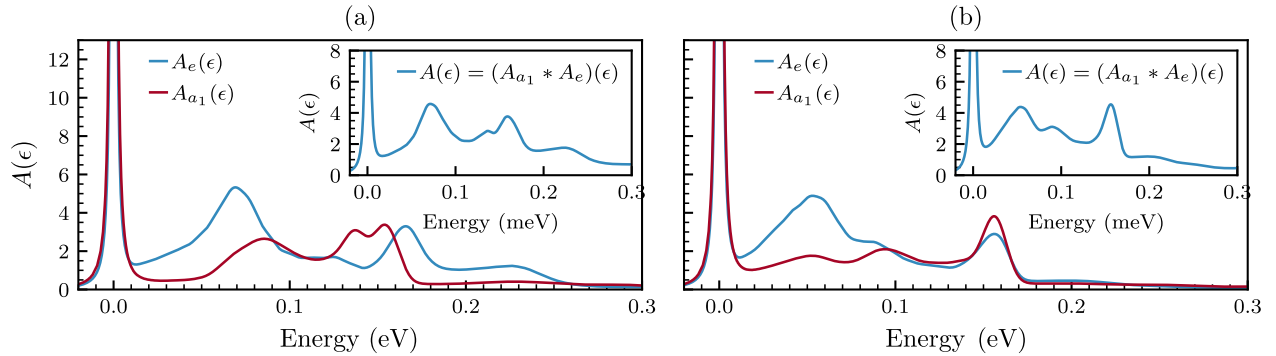 (a)
A(ϵ)
12
10
8
6
4
2
0
A_e(ϵ)
A_{a_1}(ϵ)
A(ϵ)
8
6
4
2
0
A(ϵ) = (A_{a_1} * A_e)(ϵ)
0.0 0.1 0.2 0.3
Energy (meV)
0.0 0.1 0.2 0.3
Energy (eV)
(b)
A_e(ϵ)
A_{a_1}(ϵ)
A(ϵ)
8
6
4
2
0
A(ϵ) = (A_{a_1} * A_e)(ϵ)
0.0 0.1 0.2 0.3
Energy (meV)
0.0 0.1 0.2 0.3
Energy (eV)